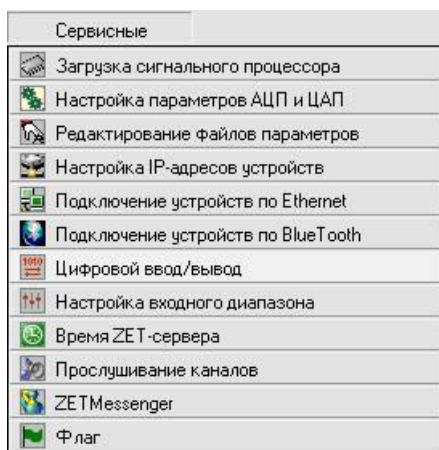 Сервисные
Загрузка сигнального процессора
Настройка параметров АЦП и ЦАП
Редактирование файлов параметров
Настройка IP-адресов устройств
Подключение устройств по Ethernet
Подключение устройств по BlueTooth
Цифровой ввод/вывод
Настройка входного диапазона
Время ZET-сервера
Прослушивание каналов
ZETMessenger
Флаг